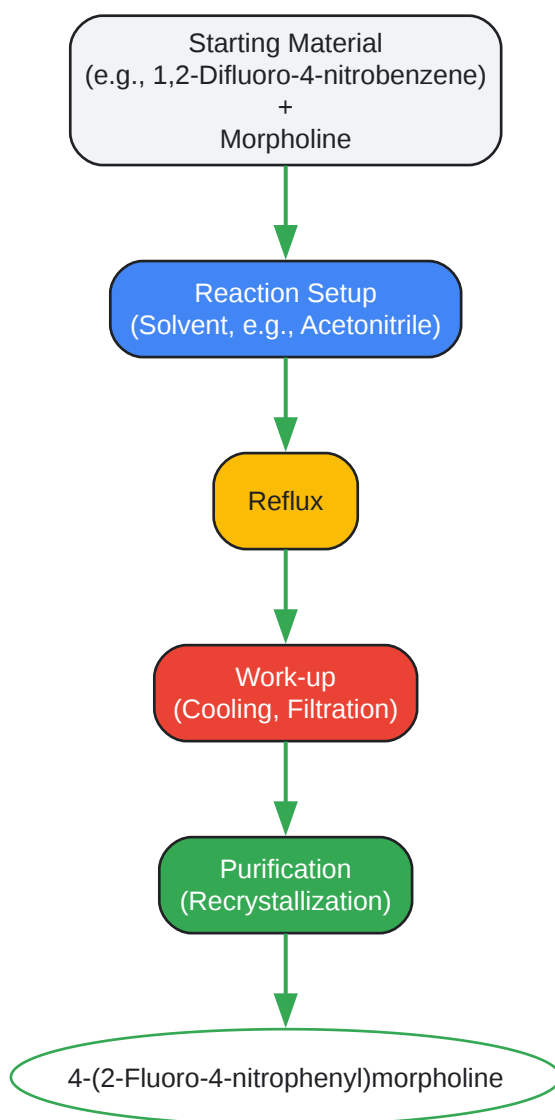 Starting Material
(e.g., 1,2-Difluoro-4-nitrobenzene)
+
Morpholine
Reaction Setup
(Solvent, e.g., Acetonitrile)
Reflux
Work-up
(Cooling, Filtration)
Purification
(Recrystallization)
4-(2-Fluoro-4-nitrophenyl)morpholine